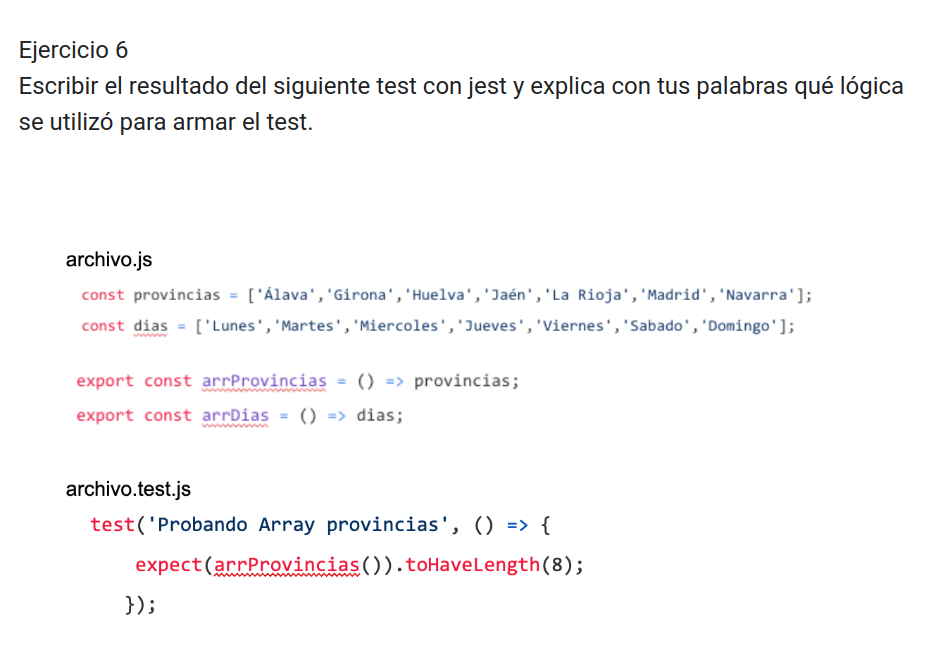 Ejercicio 6
Escribir el resultado del siguiente test con jest y explica con tus palabras qué lógica
se utilizó para armar el test.
archivo.js
const provincias = ['Álava','Girona','Huelva','Jaén','La Rioja','Madrid','Navarra'];
const dias = ['Lunes','Martes','Miercoles','Jueves','Viernes','Sabado','Domingo'];
export const arrProvincias = () => provincias;
export const arrDias = () => dias;
archivo.test.js
test('Probando Array provincias', () => {
expect(arrProvincias()).toHaveLength(8);
});